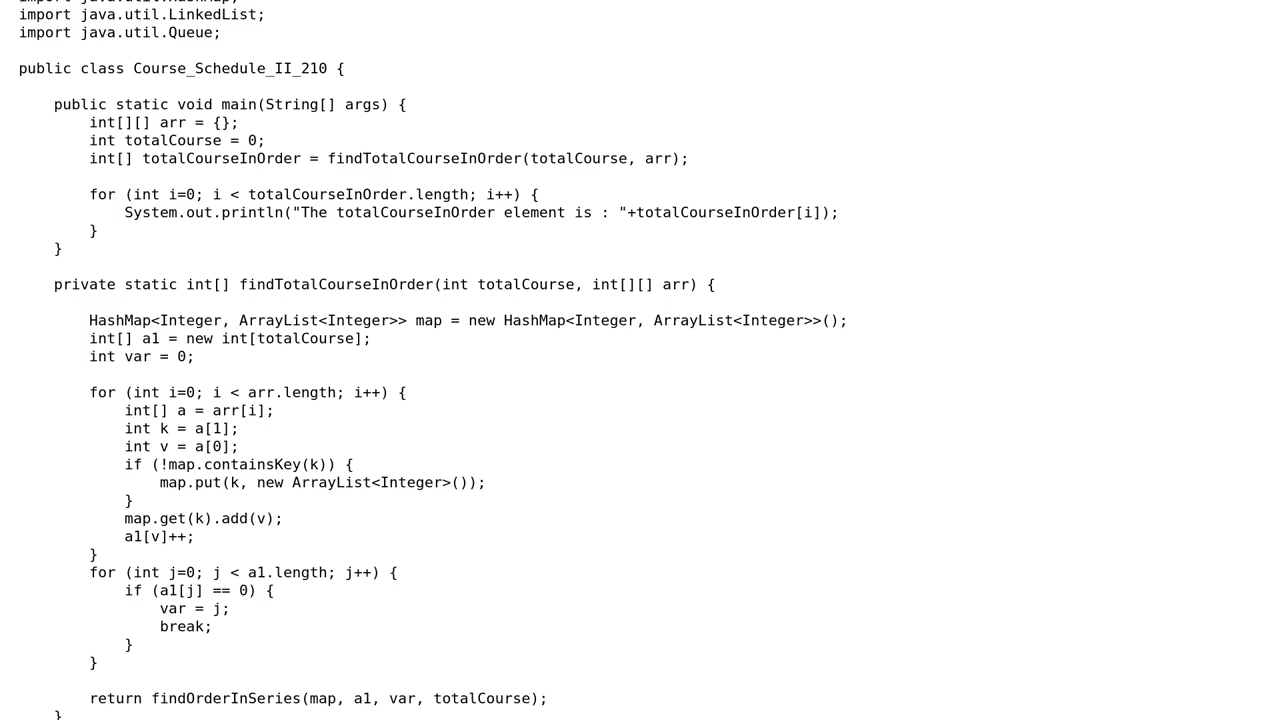 import java.util.HashMap;
import java.util.LinkedList;
import java.util.Queue;

public class Course_Schedule_II_210 {

    public static void main(String[] args) {
        int[][] arr = {};
        int totalCourse = 0;
        int[] totalCourseInOrder = findTotalCourseInOrder(totalCourse, arr);

        for (int i=0; i < totalCourseInOrder.length; i++) {
            System.out.println("The totalCourseInOrder element is : "+totalCourseInOrder[i]);
        }
    }

    private static int[] findTotalCourseInOrder(int totalCourse, int[][] arr) {

        HashMap<Integer, ArrayList<Integer>> map = new HashMap<Integer, ArrayList<Integer>>();
        int[] a1 = new int[totalCourse];
        int var = 0;

        for (int i=0; i < arr.length; i++) {
            int[] a = arr[i];
            int k = a[1];
            int v = a[0];
            if (!map.containsKey(k)) {
                map.put(k, new ArrayList<Integer>());
            }
            map.get(k).add(v);
            a1[v]++;
        }
        for (int j=0; j < a1.length; j++) {
            if (a1[j] == 0) {
                var = j;
                break;
            }
        }

        return findOrderInSeries(map, a1, var, totalCourse);
    }